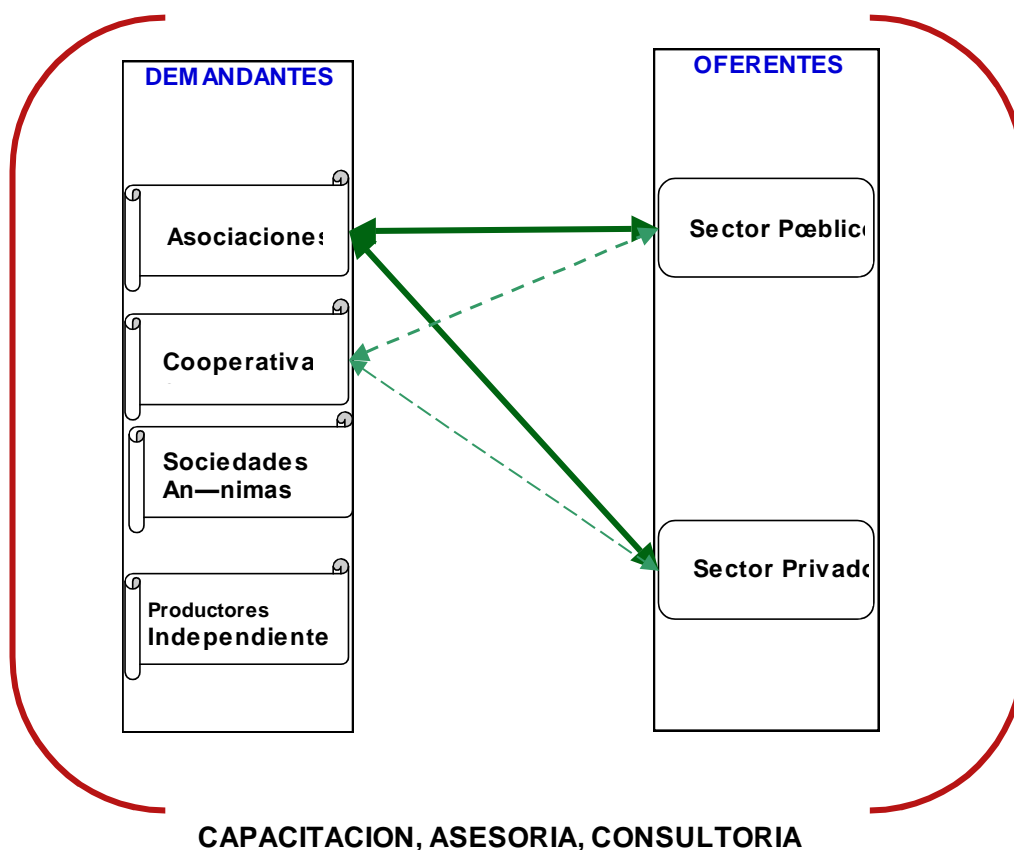 DEMANDANTES
OFERENTES
Asociaciones
Sector Pœblico
Cooperativa
Sociedades
An—nimas
Sector Privado
Productores
Independiente
CAPACITACION, ASESORIA, CONSULTORIA